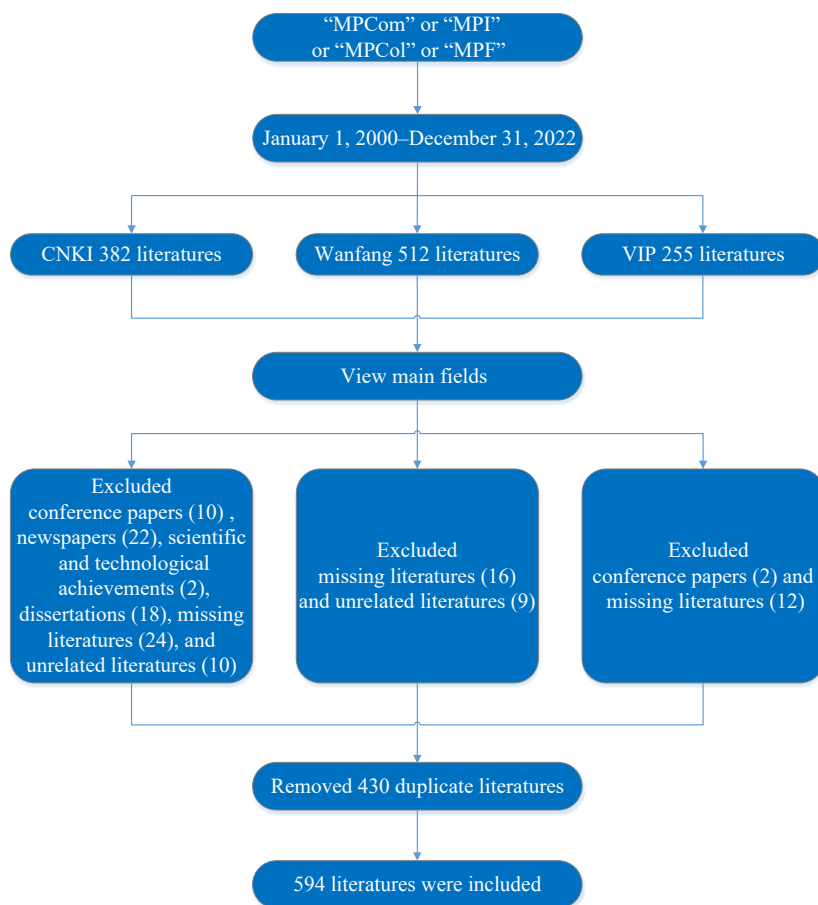 “MPCom” or “MPI”
or “MPCol” or “MPF”
January 1, 2000–December 31, 2022
CNKI 382 literatures
Wanfang 512 literatures
VIP 255 literatures
View main fields
Excluded
conference papers (10) ,
newspapers (22), scientific
and technological
achievements (2),
dissertations (18), missing
literatures (24), and
unrelated literatures (10)
Excluded
missing literatures (16)
and unrelated literatures (9)
Excluded
conference papers (2) and
missing literatures (12)
Removed 430 duplicate literatures
594 literatures were included